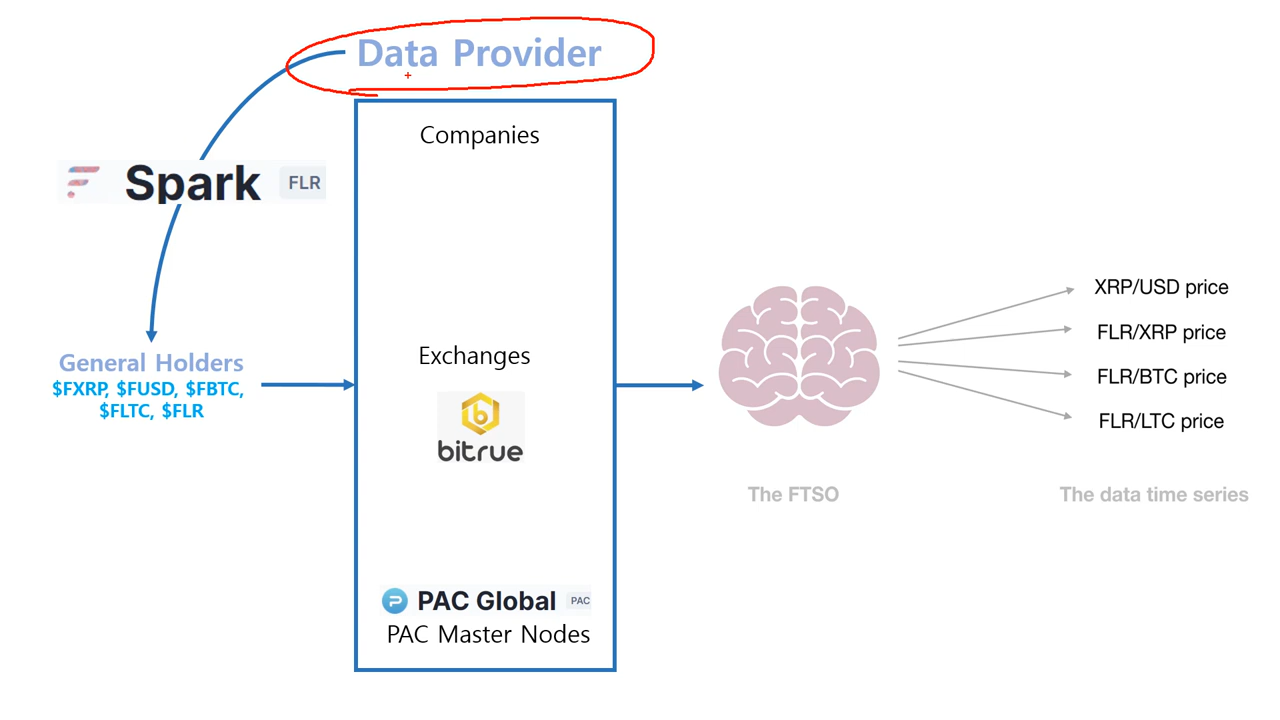 Data Provider
Companies
Spark FLR
XRP/USD price
FLR/XRP price
Exchanges
General Holders
$FXRP, $FUSD, $FBTC,
$FLTC, $FLR
FLR/BTC price
FLR/LTC price
bitrue
The FTSO
The data time series
PAC Global PAC
PAC Master Nodes